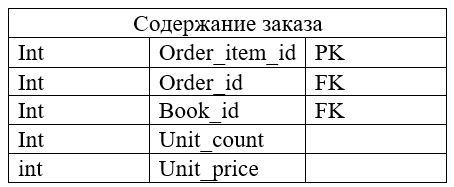 Содержание заказа
Int Order_item_id PK
Int Order_id FK
Int Book_id FK
Int Unit_count
int Unit_price